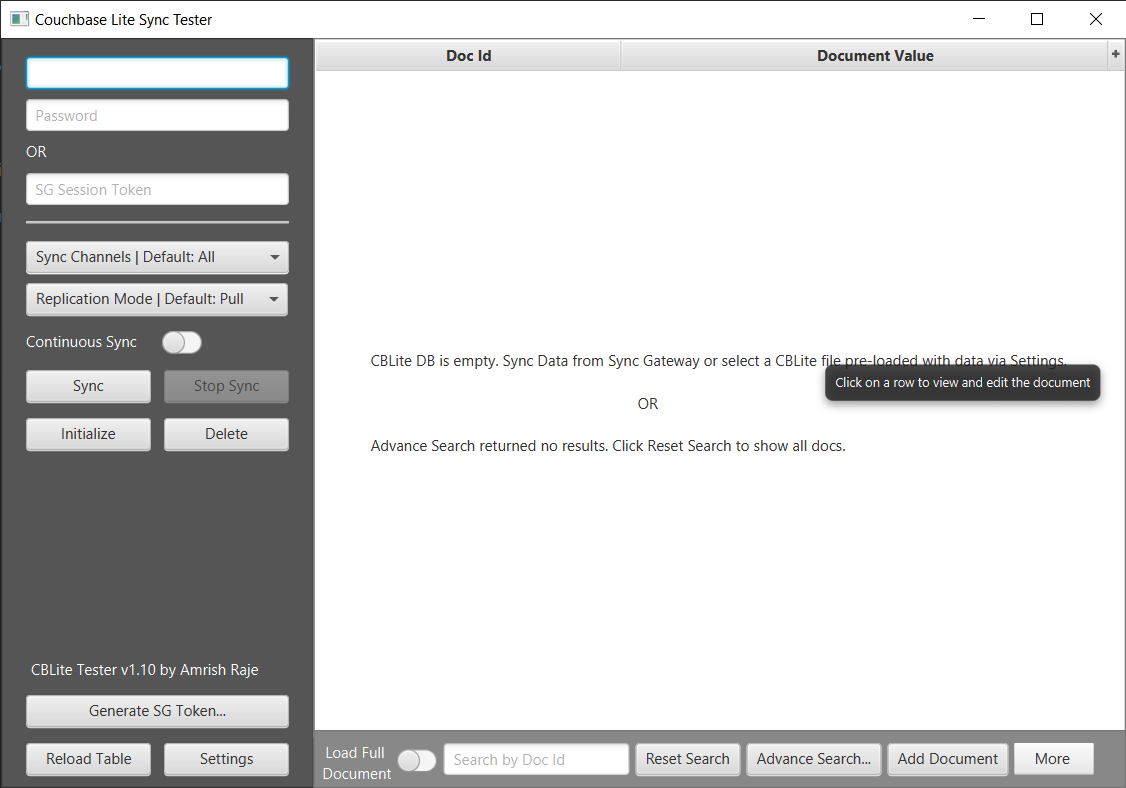 Couchbase Lite Sync Tester
Password
OR
SG Session Token
Sync Channels | Default: All
Replication Mode | Default: Pull
Continuous Sync
Sync
Stop Sync
Initialize
Delete
CBLite Tester v1.10 by Amrish Raje
Generate SG Token...
Reload Table
Settings
Doc Id
Document Value
+
CBLite DB is empty. Sync Data from Sync Gateway or select a CBLite file pre-loaded with data via Settings.
Click on a row to view and edit the document
OR
Advance Search returned no results. Click Reset Search to show all docs.
Load Full
Document
Search by Doc Id
Reset Search
Advance Search...
Add Document
More